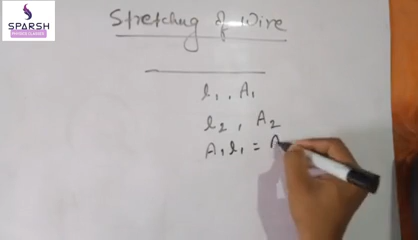 SPARSH
Stretching of Wire
l₁ , A₁
l₂ , A₂
A₁l₁ = A